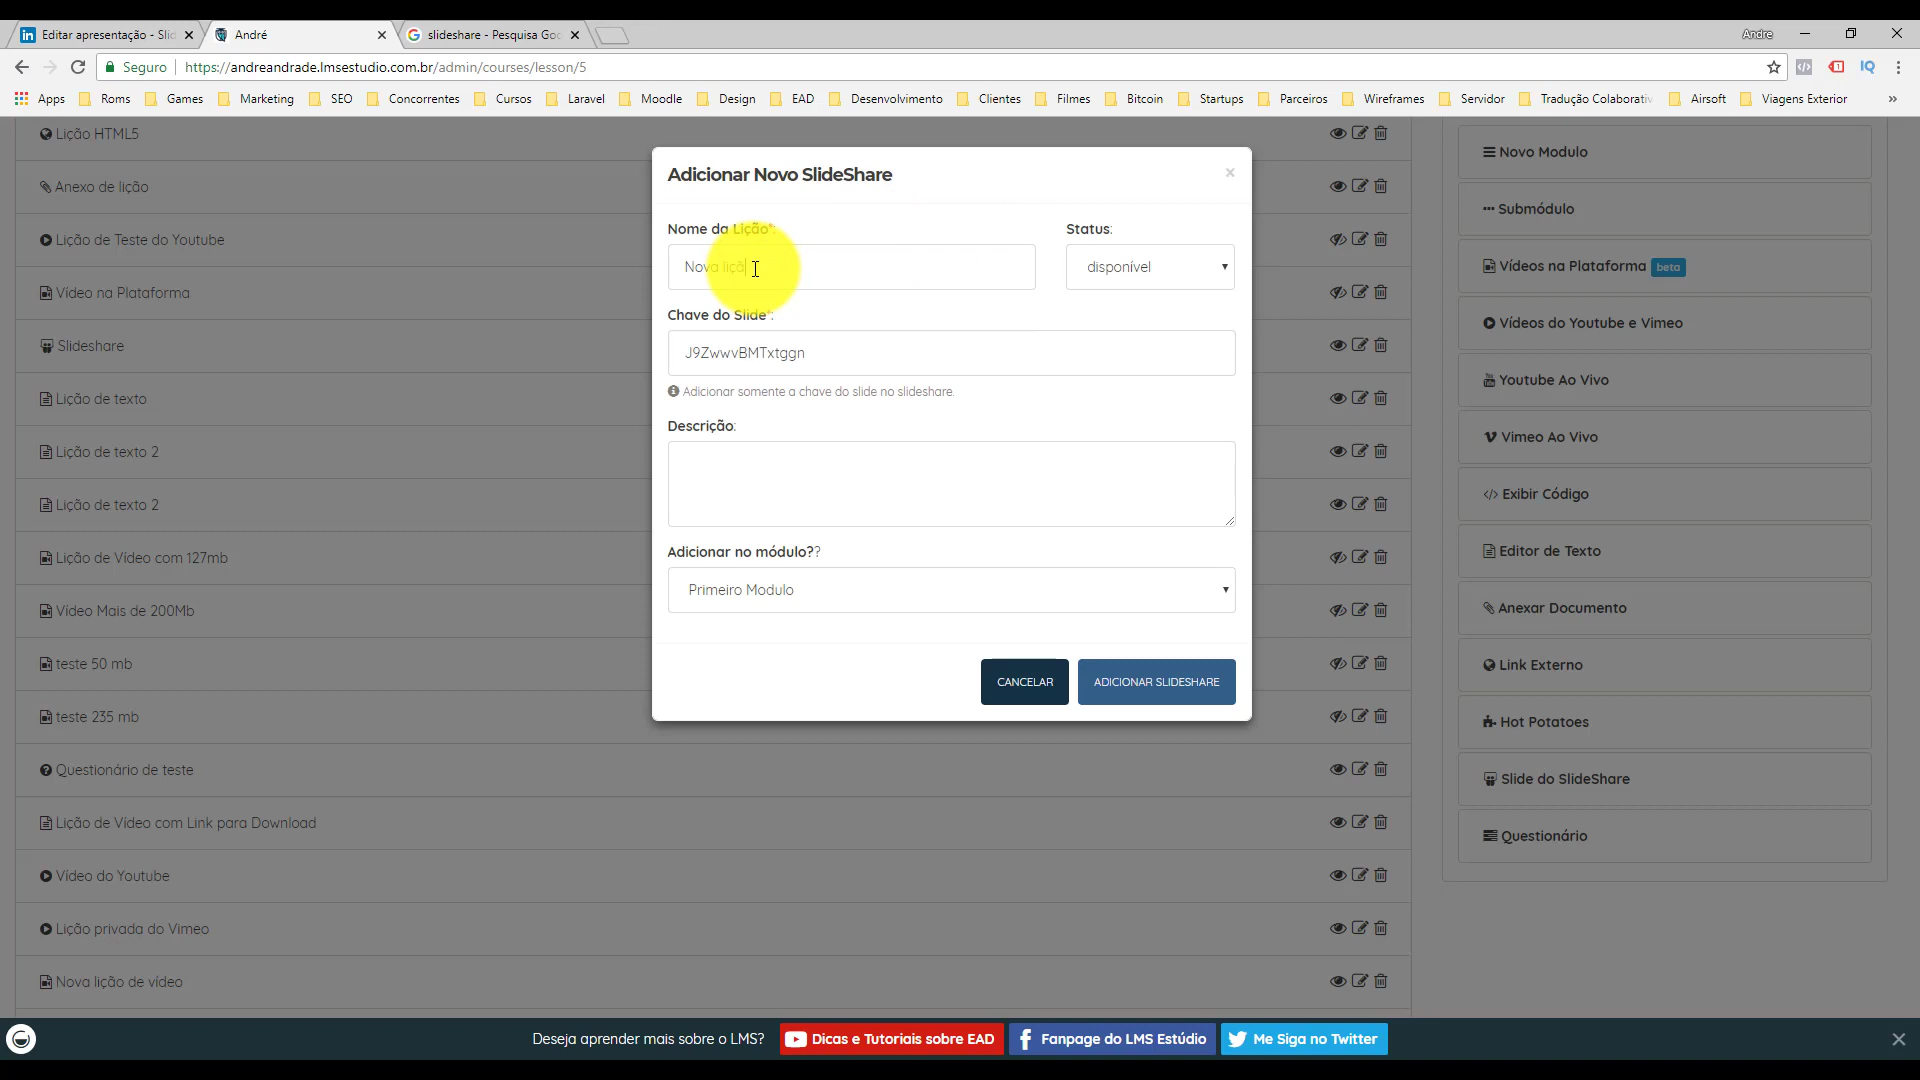 Editar apresentação - Slid
André
slideshare - Pesquisa Goo
Andre
Seguro
https://andreandrade.lmsestudio.com.br/admin/courses/lesson/5
Apps
Roms
Games
Marketing
SEO
Concorrentes
Cursos
Laravel
Moodle
Design
EAD
Desenvolvimento
Clientes
Filmes
Bitcoin
Startups
Parceiros
Wireframes
Servidor
Tradução Colaborativ
Airsoft
Viagens Exterior
Lição HTML5
Anexo de lição
Lição de Teste do Youtube
Vídeo na Plataforma
Slideshare
Lição de texto
Lição de texto 2
Lição de texto 2
Lição de Vídeo com 127mb
Vídeo Mais de 200Mb
teste 50 mb
teste 235 mb
Questionário de teste
Lição de Vídeo com Link para Download
Vídeo do Youtube
Lição privada do Vimeo
Nova lição de vídeo
Adicionar Novo SlideShare
×
Nome da Lição*:
Status:
Nova liçã
disponível
Chave do Slide*:
J9ZwwvBMTxtggn
Adicionar somente a chave do slide no slideshare.
Descrição:
Adicionar no módulo??
Primeiro Modulo
CANCELAR
ADICIONAR SLIDESHARE
Novo Modulo
Submódulo
Vídeos na Plataforma beta
Vídeos do Youtube e Vimeo
Youtube Ao Vivo
Vimeo Ao Vivo
Exibir Código
Editor de Texto
Anexar Documento
Link Externo
Hot Potatoes
Slide do SlideShare
Questionário
Deseja aprender mais sobre o LMS?
Dicas e Tutoriais sobre EAD
Fanpage do LMS Estúdio
Me Siga no Twitter